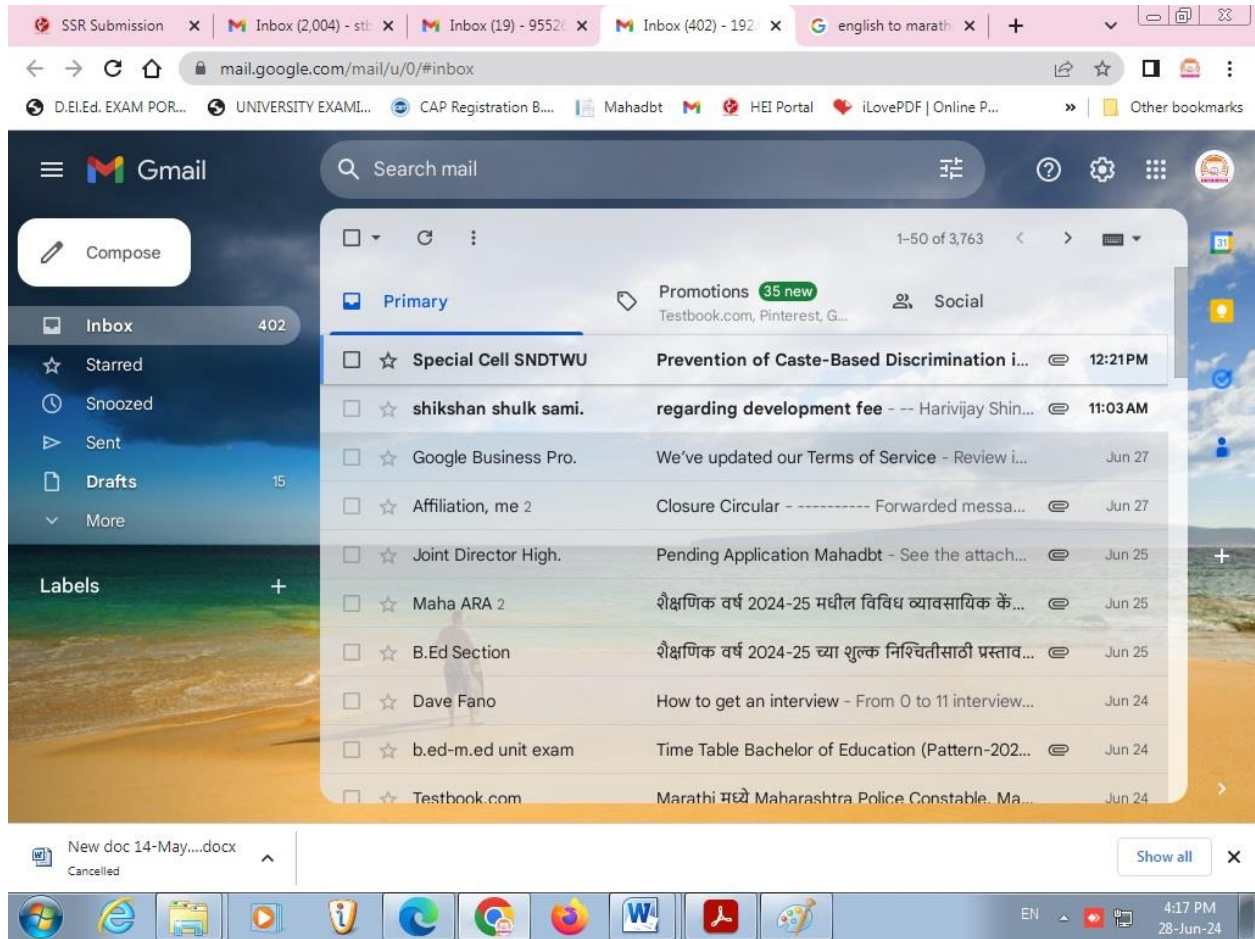 SSR Submission
Inbox (2,004) - stb
Inbox (19) - 95526
Inbox (402) - 192.
english to marath
mail.google.com/mail/u/0/#inbox
D.El.Ed. EXAM POR... UNIVERSITY EXAMI... CAP Registration B.... Mahadbt HEI Portal iLovePDF | Online P... » Other bookmarks
Gmail
Search mail
Compose
1–50 of 3,763
31
Primary
Promotions 35 new
Testbook.com, Pinterest, G...
Social
Inbox 402
Starred
Snoozed
Sent
Drafts 15
More
Labels +
Special Cell SNDTWU Prevention of Caste-Based Discrimination i... 12:21 PM
shikshan shulk sami. regarding development fee - -- Harivijay Shin... 11:03 AM
Google Business Pro. We've updated our Terms of Service - Review i... Jun 27
Affiliation, me 2 Closure Circular - ---------- Forwarded messa... Jun 27
Joint Director High. Pending Application Mahadbt - See the attach... Jun 25
Maha ARA 2 शैक्षणिक वर्ष 2024-25 मधील विविध व्यावसायिक कें... Jun 25
B.Ed Section शैक्षणिक वर्ष 2024-25 च्या शुल्क निश्चितीसाठी प्रस्ताव... Jun 25
Dave Fano How to get an interview - From 0 to 11 interview... Jun 24
b.ed-m.ed unit exam Time Table Bachelor of Education (Pattern-202... Jun 24
Testbook.com Marathi मध्ये Maharashtra Police Constable, Ma... Jun 24
New doc 14-May....docx
Cancelled
Show all
EN
4:17 PM
28-Jun-24